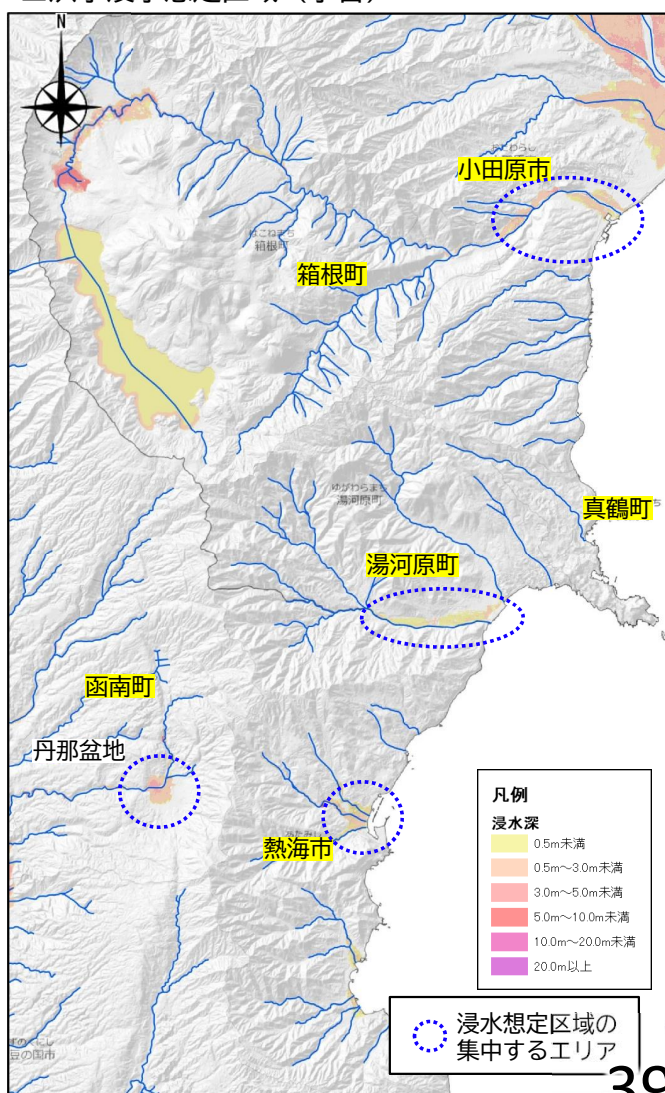 N
小田原市
はこねまち
箱根町
箱根町
ゆがわらまち
湯河原町
真鶴町
湯河原町
函南町
丹那盆地
熱海市
凡例
浸水深
0.5m未満
0.5m～3.0m未満
3.0m～5.0m未満
5.0m～10.0m未満
10.0m～20.0m未満
20.0m以上
浸水想定区域の
集中するエリア
豆の国市
39